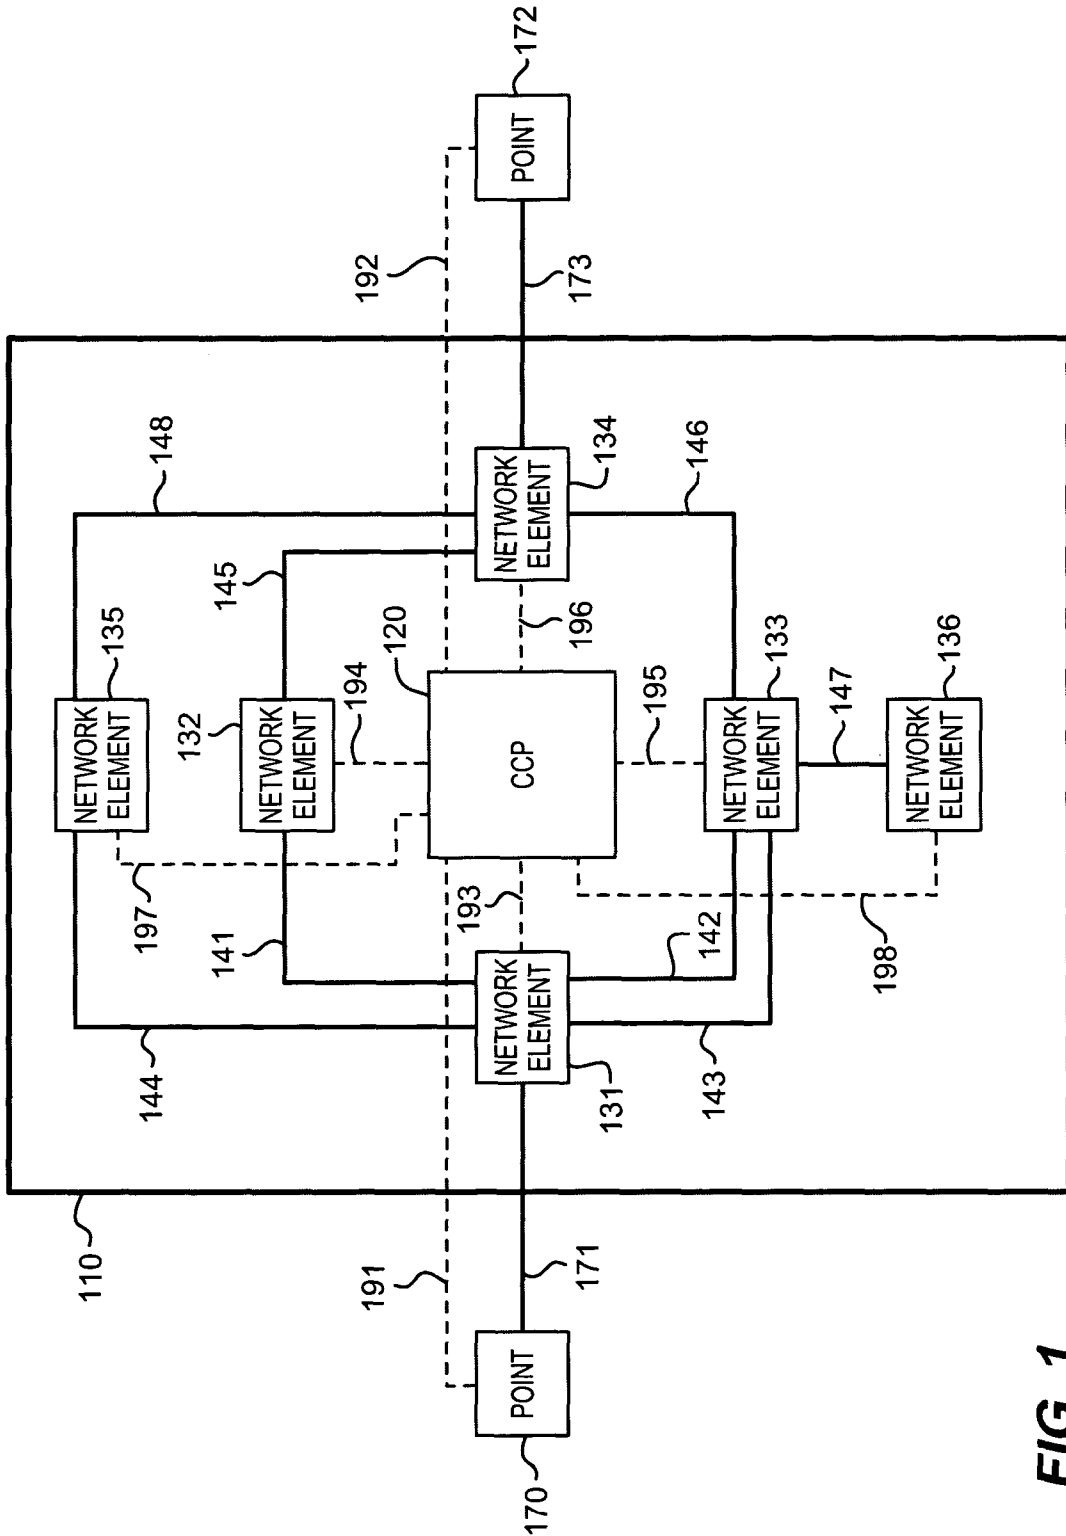 110
144
148
NETWORK
ELEMENT
135
197
141
145
NETWORK
ELEMENT
132
194
120
191
192
170
POINT
171
NETWORK
ELEMENT
131
193
CCP
196
NETWORK
ELEMENT
134
173
POINT
172
143
142
195
146
NETWORK
ELEMENT
133
147
198
NETWORK
ELEMENT
136
FIG. 1